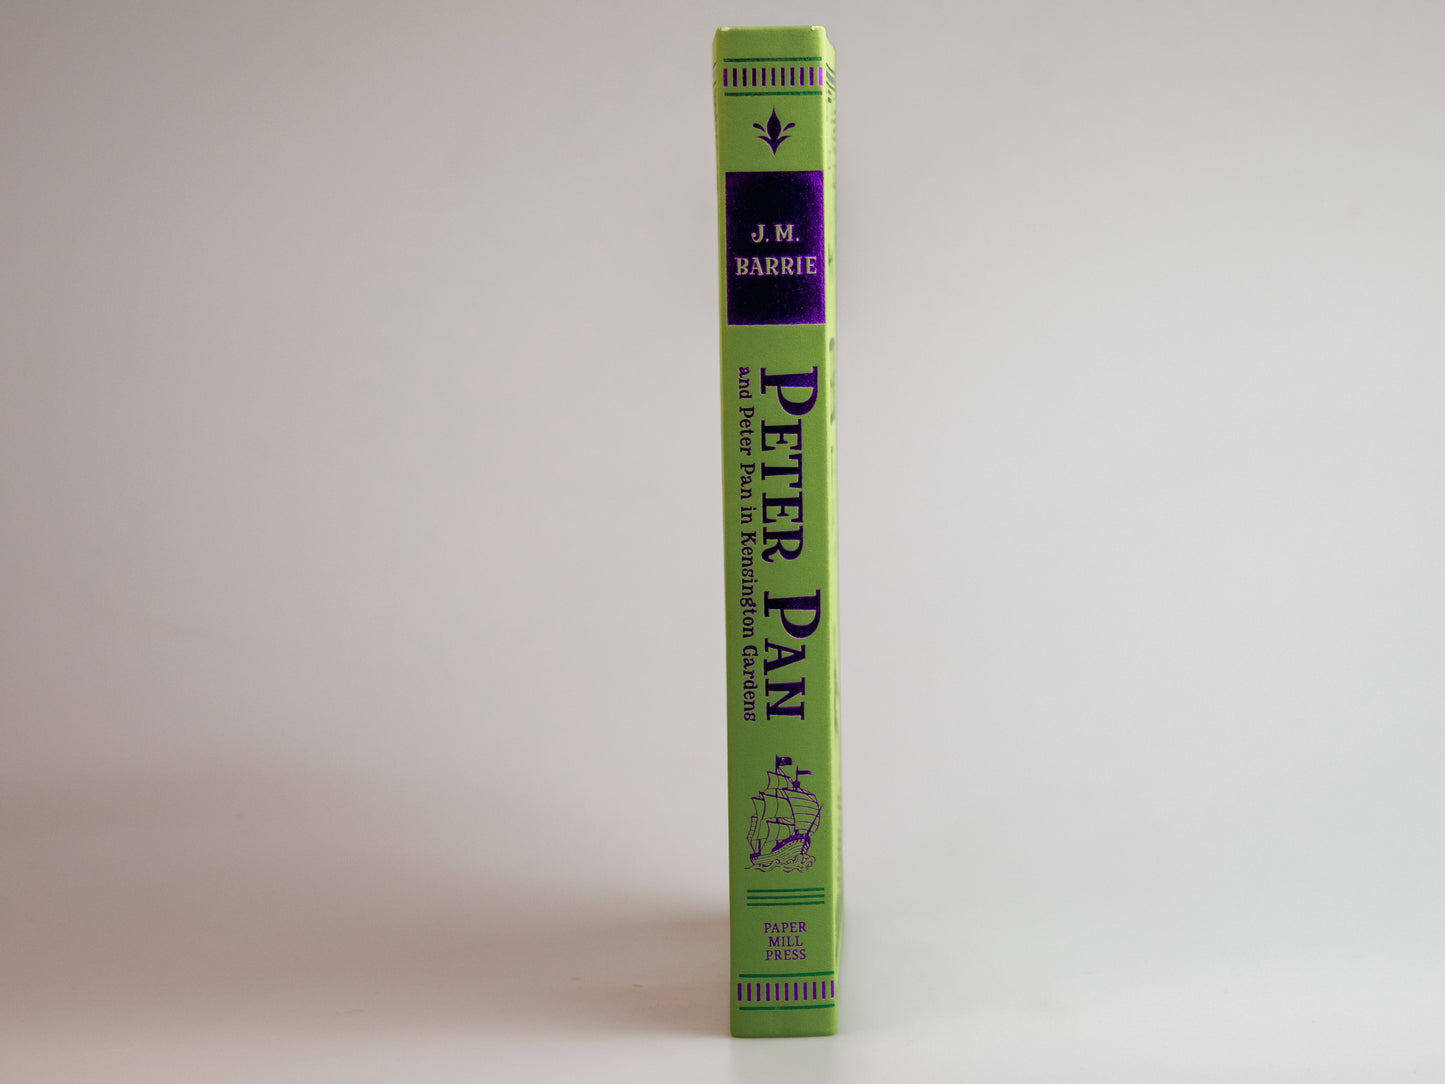 J. M.
BARRIE
PETER PAN
and Peter Pan in Kensington Gardens
PAPER
MILL
PRESS